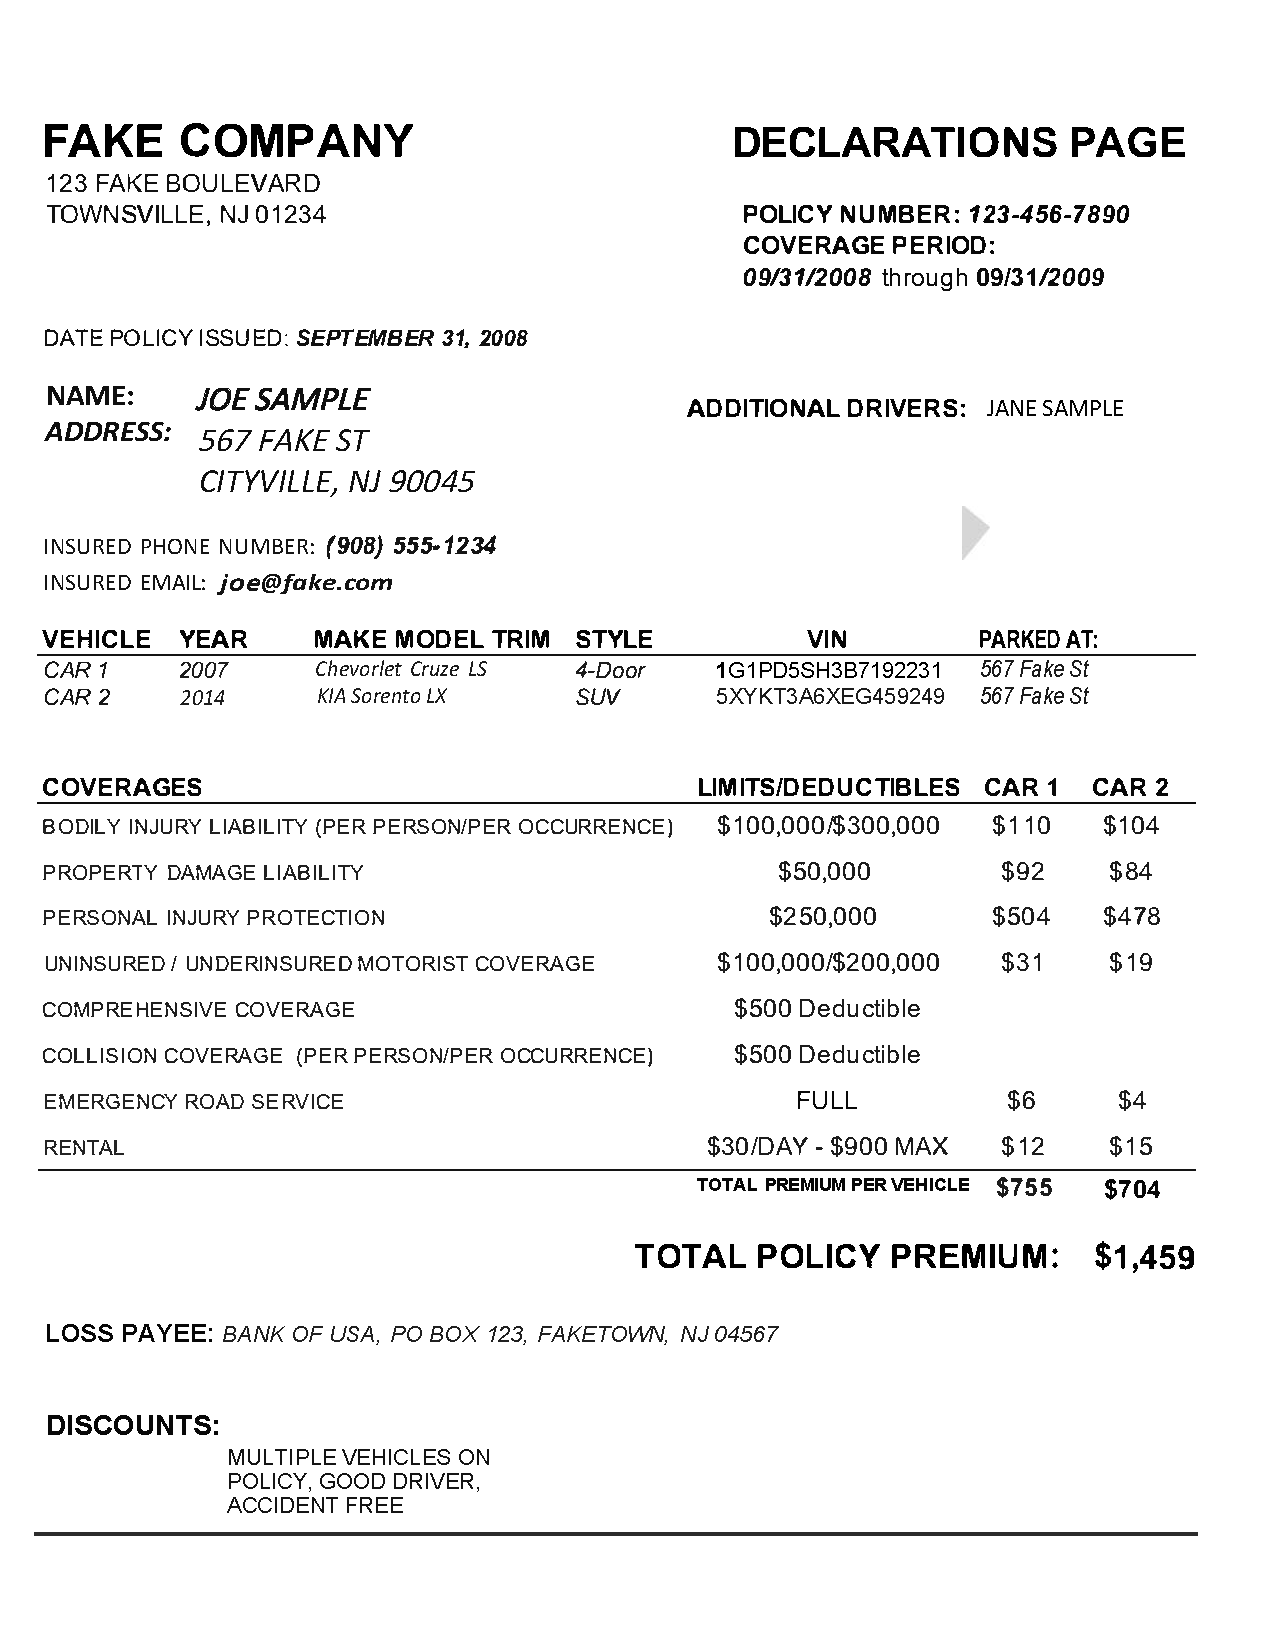 FAKE COMPANY
DECLARATIONS PAGE
123 FAKE BOULEVARD
TOWNSVILLE, NJ 01234
POLICY NUMBER: 123-456-7890
COVERAGE PERIOD:
09/31/2008 through 09/31/2009
DATE POLICY ISSUED: SEPTEMBER 31, 2008
NAME: JOE SAMPLE
ADDITIONAL DRIVERS: JANE SAMPLE
ADDRESS: 567 FAKE ST
CITYVILLE, NJ 90045
INSURED PHONE NUMBER: (908) 555-1234
INSURED EMAIL: joe@fake.com
VEHICLE YEAR MAKE MODEL TRIM STYLE VIN PARKED AT:
CAR 1 2007 Chevorlet Cruze LS 4-Door 1G1PD5SH3B7192231 567 Fake St
CAR 2 2014 KIA Sorento LX SUV 5XYKT3A6XEG459249 567 Fake St
COVERAGES LIMITS/DEDUCTIBLES CAR 1 CAR 2
BODILY INJURY LIABILITY (PER PERSON/PER OCCURRENCE) $100,000/$300,000 $110 $104
PROPERTY DAMAGE LIABILITY $50,000 $92 $84
PERSONAL INJURY PROTECTION $250,000 $504 $478
UNINSURED / UNDERINSURED MOTORIST COVERAGE $100,000/$200,000 $31 $19
COMPREHENSIVE COVERAGE $500 Deductible
COLLISION COVERAGE (PER PERSON/PER OCCURRENCE) $500 Deductible
EMERGENCY ROAD SERVICE FULL $6 $4
RENTAL $30/DAY - $900 MAX $12 $15
TOTAL PREMIUM PER VEHICLE $755 $704
TOTAL POLICY PREMIUM: $1,459
LOSS PAYEE: BANK OF USA, PO BOX 123, FAKETOWN, NJ 04567
DISCOUNTS:
MULTIPLE VEHICLES ON
POLICY, GOOD DRIVER,
ACCIDENT FREE